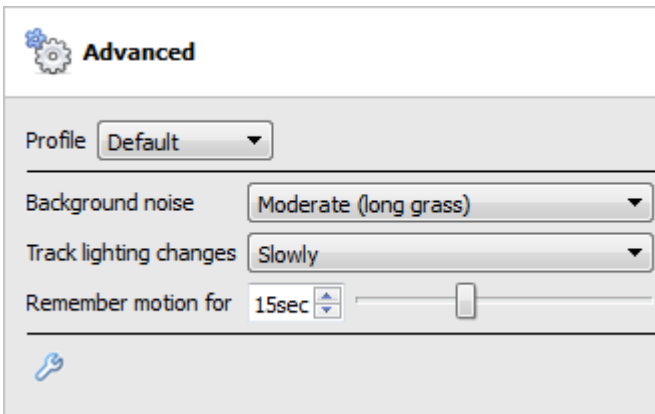 Advanced
Profile Default
Background noise Moderate (long grass)
Track lighting changes Slowly
Remember motion for 15sec